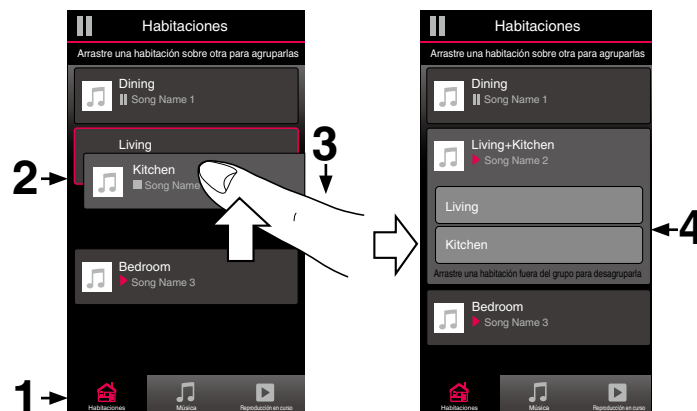 Habitaciones
Arrastre una habitación sobre otra para agruparlas
Dining
Song Name 1
Living
Kitchen
Song Name
Bedroom
Song Name 3
Habitaciones
Música
Reproducción en curso
1
2
3
Habitaciones
Arrastre una habitación sobre otra para agruparlas
Dining
Song Name 1
Living+Kitchen
Song Name 2
Living
Kitchen
Arrastre una habitación fuera del grupo para desagruparla
Bedroom
Song Name 3
Habitaciones
Música
Reproducción en curso
4